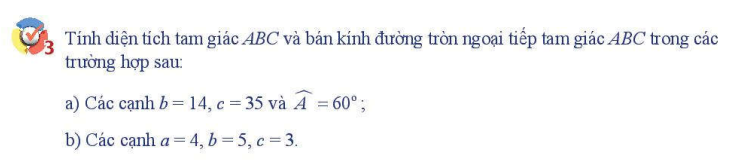 3 Tính diện tích tam giác ABC và bán kính đường tròn ngoại tiếp tam giác ABC trong các
trường hợp sau:
a) Các cạnh b = 14, c = 35 và \widehat{A} = 60°;
b) Các cạnh a = 4, b = 5, c = 3.